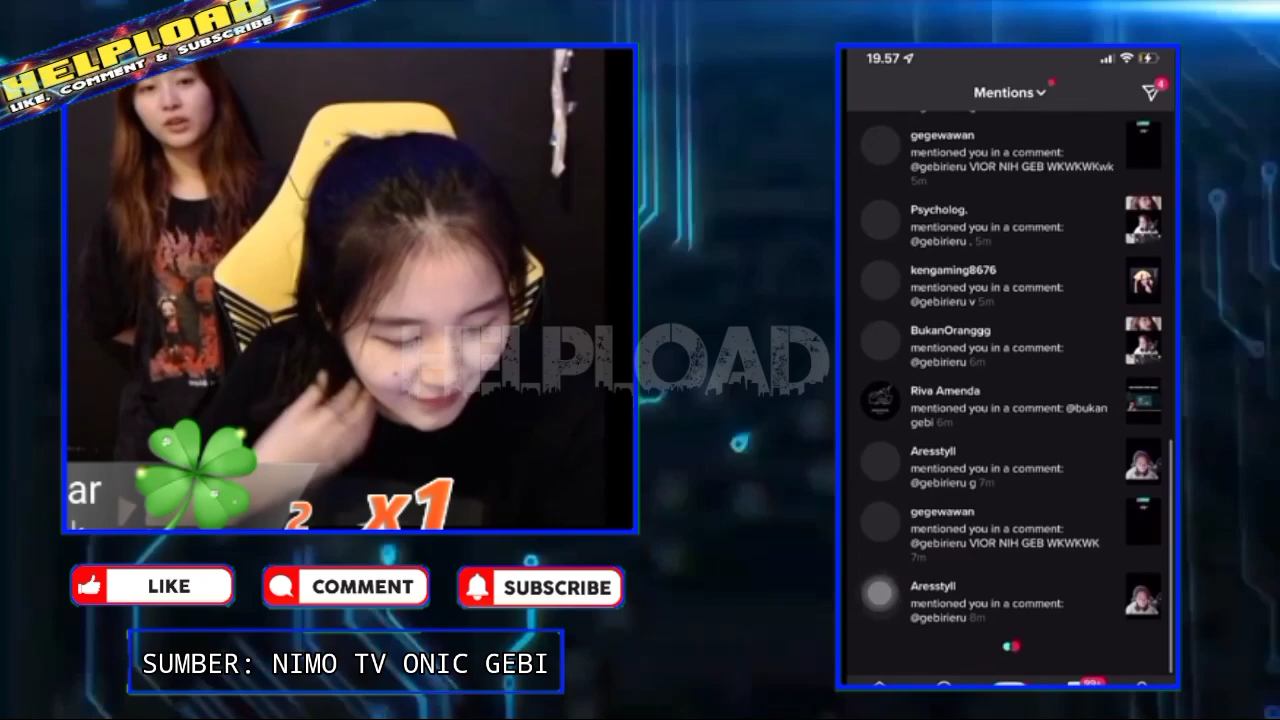 HELPLOAD
LIKE. COMMENT & SUBSCRIBE
ar
2 x1
LIKE
COMMENT
SUBSCRIBE
SUMBER: NIMO TV ONIC GEBI
HELPLOAD
19.57
Mentions
4
gegewawan
mentioned you in a comment:
@gebirieru VIOR NIH GEB WKWKWKwk
5m
Psycholog.
mentioned you in a comment:
@gebirieru . 5m
kengaming8676
mentioned you in a comment:
@gebirieru v 5m
BukanOranggg
mentioned you in a comment:
@gebirieru 6m
Riva Amenda
mentioned you in a comment: @bukan
gebi 6m
Aresstyll
mentioned you in a comment:
@gebirieru g 7m
gegewawan
mentioned you in a comment:
@gebirieru VIOR NIH GEB WKWKWK
7m
Aresstyll
mentioned you in a comment:
@gebirieru 8m
99+